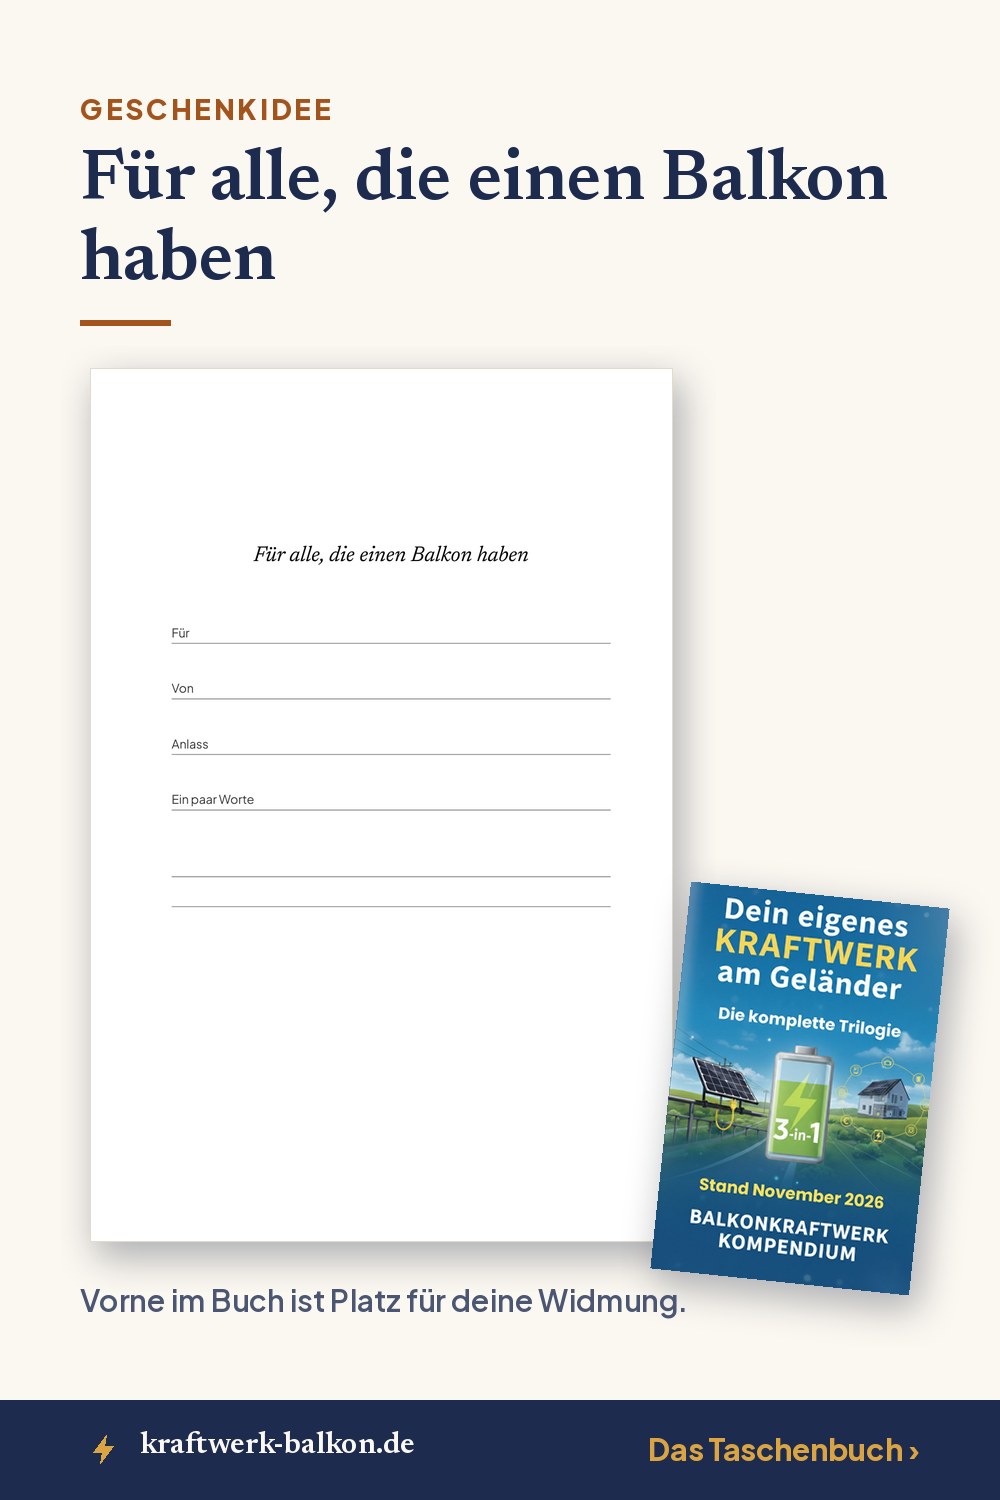 GESCHENKIDEE
Für alle, die einen Balkon
haben
Für alle, die einen Balkon haben
Für
Von
Anlass
Ein paar Worte
Dein eigenes
KRAFTWERK
am Geländer
Die komplette Trilogie
3-in-1
Stand November 2026
BALKONKRAFTWERK
KOMPENDIUM
Vorne im Buch ist Platz für deine Widmung.
kraftwerk-balkon.de
Das Taschenbuch ›